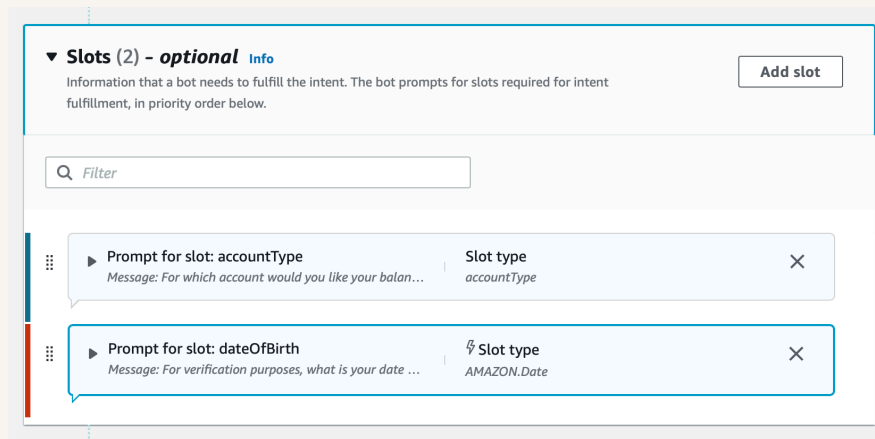 Slots (2) - optional Info
Information that a bot needs to fulfill the intent. The bot prompts for slots required for intent
fulfillment, in priority order below.
Add slot
Filter
Prompt for slot: accountType
Message: For which account would you like your balan...
Slot type
accountType
Prompt for slot: dateOfBirth
Message: For verification purposes, what is your date ...
Slot type
AMAZON.Date